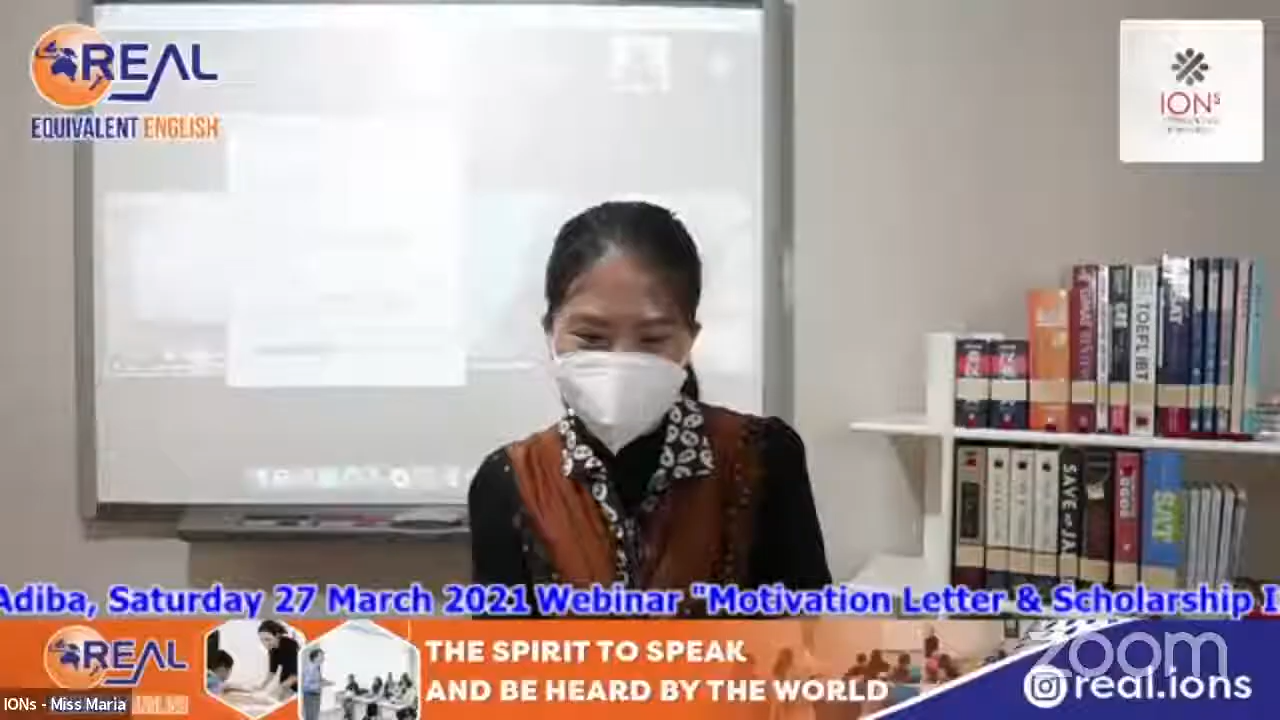 REAL
EQUIVALENT ENGLISH
IONs
TOEFL IBT
SAT
Adiba, Saturday 27 March 2021 Webinar "Motivation Letter & Scholarship I
REAL
THE SPIRIT TO SPEAK
AND BE HEARD BY THE WORLD
zoom
real.ions
IONs - Miss Maria